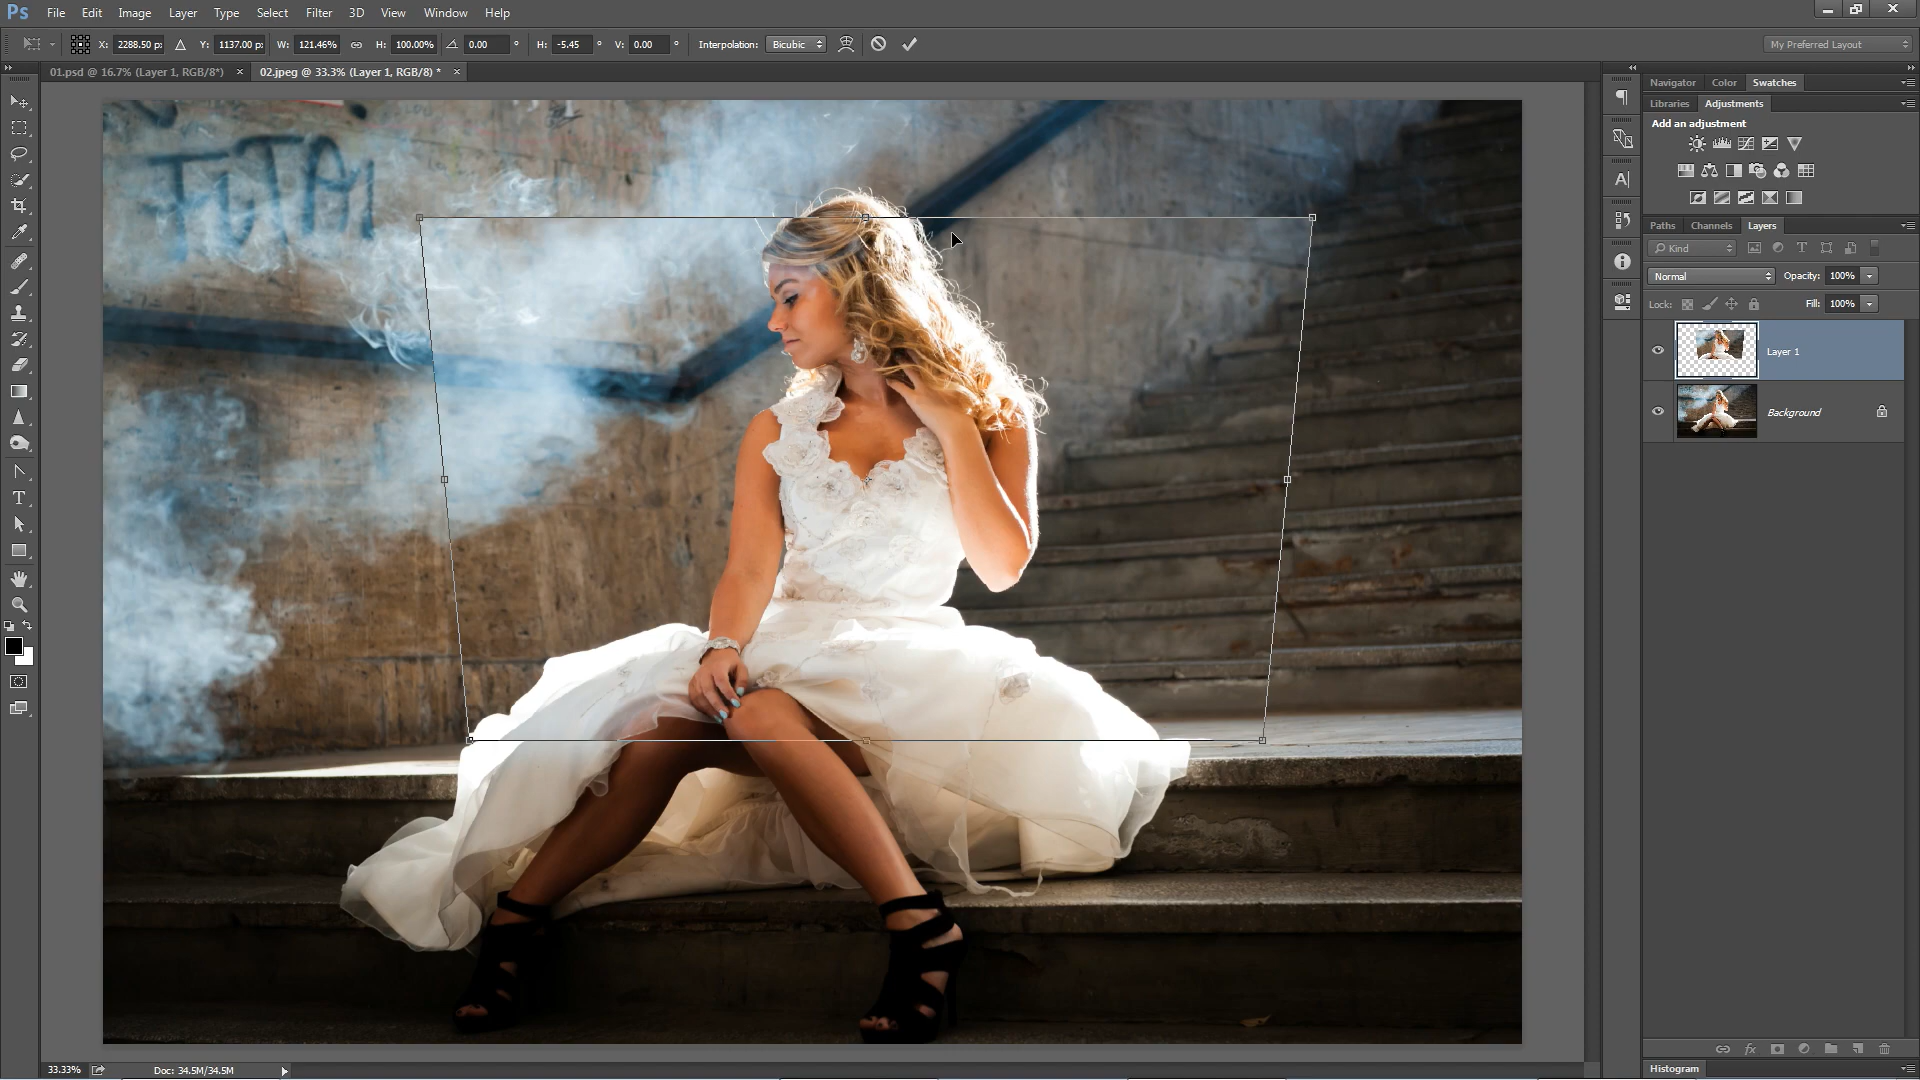 Ps File Edit Image Layer Type Select Filter 3D View Window Help
X: 2288.50 px Y: 1137.00 px W: 121.46% H: 100.00% 0.00 ° H: -5.45 ° V: 0.00 ° Interpolation: Bicubic My Preferred Layout
01.psd @ 16.7% (Layer 1, RGB/8*) × 02.jpeg @ 33.3% (Layer 1, RGB/8) * ×
Navigator Color Swatches
Libraries Adjustments
Add an adjustment
Paths Channels Layers
Kind
Normal Opacity: 100%
Lock: Fill: 100%
Layer 1
Background
33.33% Doc: 34.5M/34.5M
Histogram